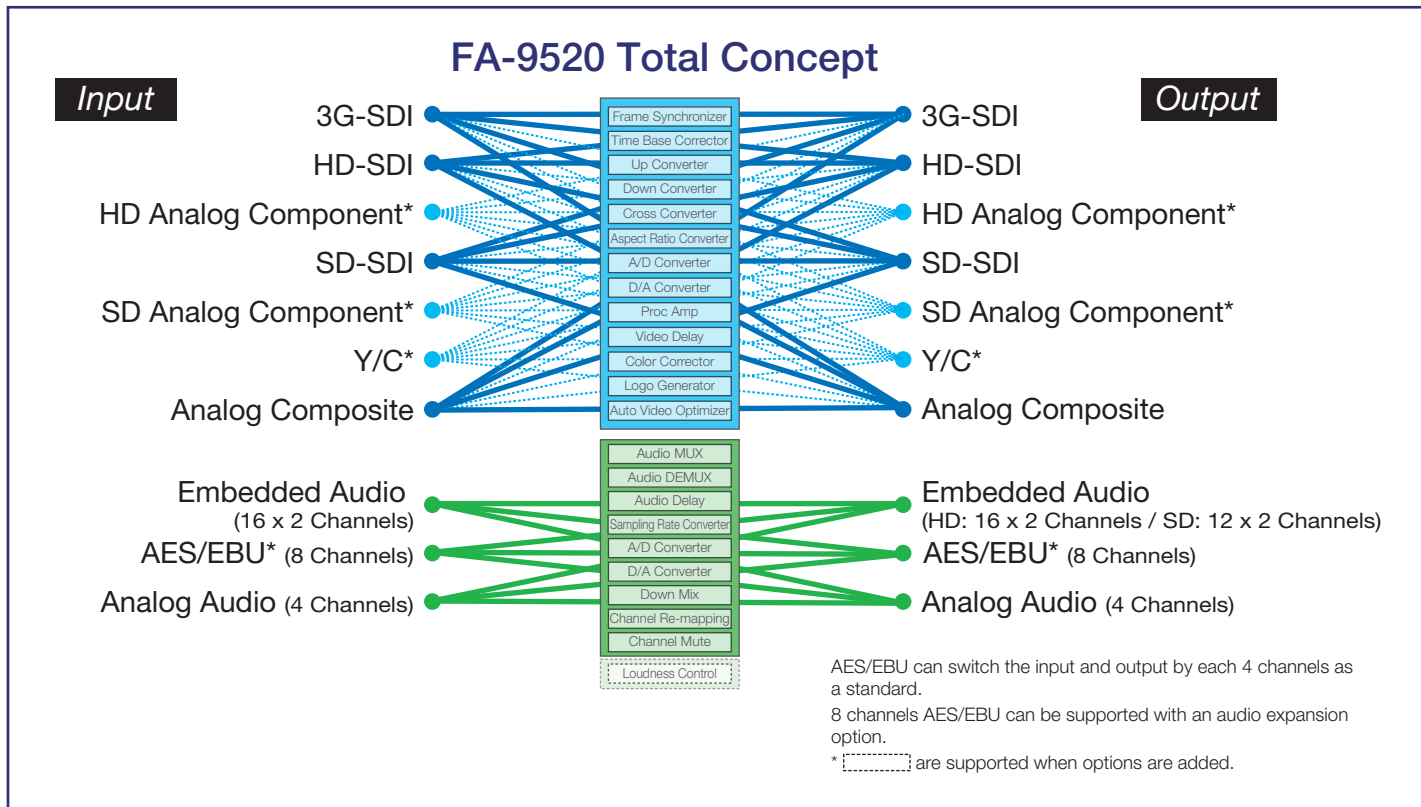 FA-9520 Total Concept
Input
3G-SDI
HD-SDI
HD Analog Component*
SD-SDI
SD Analog Component*
Y/C*
Analog Composite
Embedded Audio
(16 x 2 Channels)
AES/EBU* (8 Channels)
Analog Audio (4 Channels)
Frame Synchronizer
Time Base Corrector
Up Converter
Down Converter
Cross Converter
Aspect Ratio Converter
A/D Converter
D/A Converter
Proc Amp
Video Delay
Color Corrector
Logo Generator
Auto Video Optimizer
Audio MUX
Audio DEMUX
Audio Delay
Sampling Rate Converter
A/D Converter
D/A Converter
Down Mix
Channel Re-mapping
Channel Mute
Loudness Control
Output
3G-SDI
HD-SDI
HD Analog Component*
SD-SDI
SD Analog Component*
Y/C*
Analog Composite
Embedded Audio
(HD: 16 x 2 Channels / SD: 12 x 2 Channels)
AES/EBU* (8 Channels)
Analog Audio (4 Channels)
AES/EBU can switch the input and output by each 4 channels as
a standard.
8 channels AES/EBU can be supported with an audio expansion
option.
* are supported when options are added.